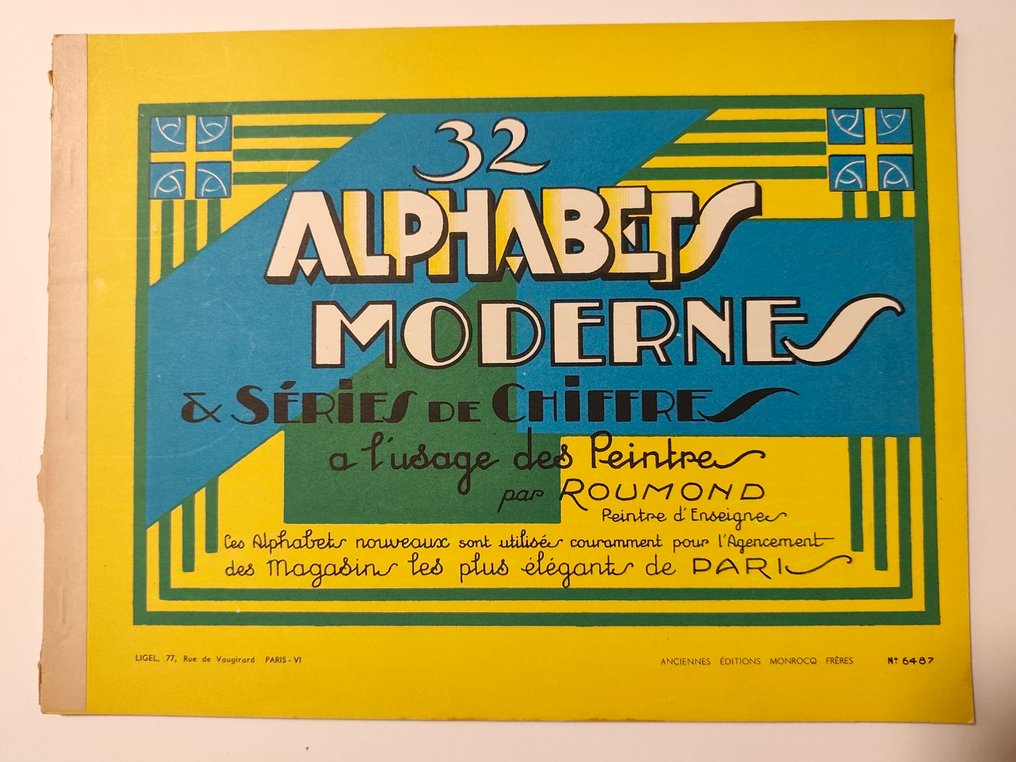 32
ALPHABETS
MODERNES
& SÉRIES DE CHIFFRES
a l'usage des Peintres
par ROUMOND
Peintre d'Enseignes
Ces Alphabets nouveaux sont utilisés couramment pour l'Agencement
des Magasins les plus élégants de PARIS
LIGEL, 77, Rue de Vaugirard PARIS - VI
ANCIENNES ÉDITIONS MONROCQ FRÈRES Nº 6487